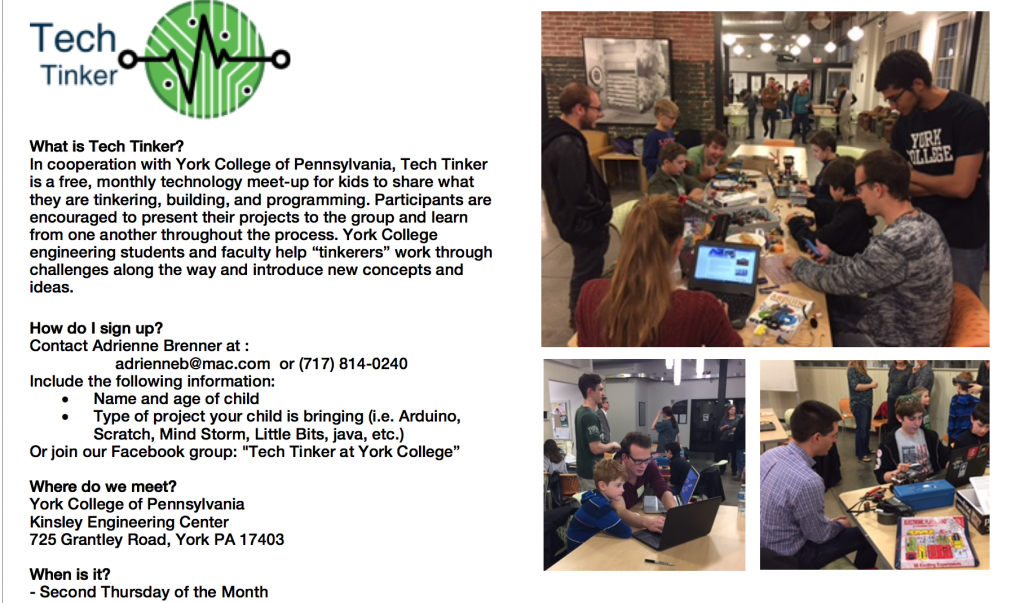 Tech
Tinker
What is Tech Tinker?
In cooperation with York College of Pennsylvania, Tech Tinker
is a free, monthly technology meet-up for kids to share what
they are tinkering, building, and programming. Participants are
encouraged to present their projects to the group and learn
from one another throughout the process. York College
engineering students and faculty help “tinkerers” work through
challenges along the way and introduce new concepts and
ideas.
How do I sign up?
Contact Adrienne Brenner at :
adrienneb@mac.com or (717) 814-0240
Include the following information:
• Name and age of child
• Type of project your child is bringing (i.e. Arduino,
Scratch, Mind Storm, Little Bits, java, etc.)
Or join our Facebook group: "Tech Tinker at York College”
Where do we meet?
York College of Pennsylvania
Kinsley Engineering Center
725 Grantley Road, York PA 17403
When is it?
- Second Thursday of the Month
YORK
COLLEGE